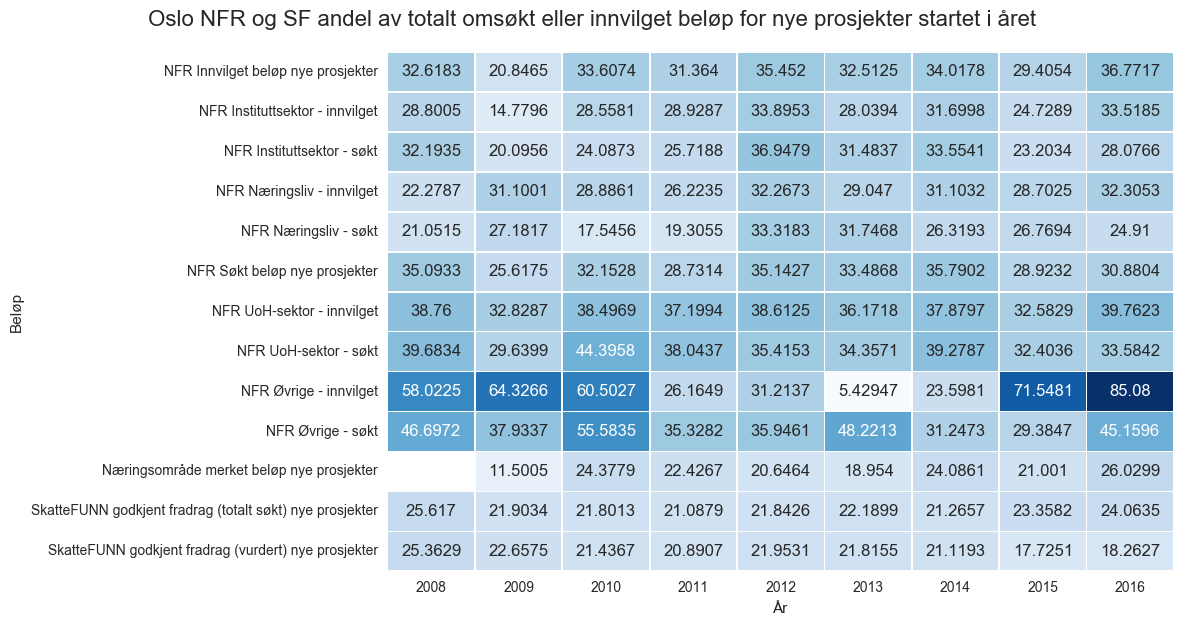 Oslo NFR og SF andel av totalt omsøkt eller innvilget beløp for nye prosjekter startet i året
Beløp
NFR Innvilget beløp nye prosjekter 32.6183 20.8465 33.6074 31.364 35.452 32.5125 34.0178 29.4054 36.7717
NFR Instituttsektor - innvilget 28.8005 14.7796 28.5581 28.9287 33.8953 28.0394 31.6998 24.7289 33.5185
NFR Instituttsektor - søkt 32.1935 20.0956 24.0873 25.7188 36.9479 31.4837 33.5541 23.2034 28.0766
NFR Næringsliv - innvilget 22.2787 31.1001 28.8861 26.2235 32.2673 29.047 31.1032 28.7025 32.3053
NFR Næringsliv - søkt 21.0515 27.1817 17.5456 19.3055 33.3183 31.7468 26.3193 26.7694 24.91
NFR Søkt beløp nye prosjekter 35.0933 25.6175 32.1528 28.7314 35.1427 33.4868 35.7902 28.9232 30.8804
NFR UoH-sektor - innvilget 38.76 32.8287 38.4969 37.1994 38.6125 36.1718 37.8797 32.5829 39.7623
NFR UoH-sektor - søkt 39.6834 29.6399 44.3958 38.0437 35.4153 34.3571 39.2787 32.4036 33.5842
NFR Øvrige - innvilget 58.0225 64.3266 60.5027 26.1649 31.2137 5.42947 23.5981 71.5481 85.08
NFR Øvrige - søkt 46.6972 37.9337 55.5835 35.3282 35.9461 48.2213 31.2473 29.3847 45.1596
Næringsområde merket beløp nye prosjekter 11.5005 24.3779 22.4267 20.6464 18.954 24.0861 21.001 26.0299
SkatteFUNN godkjent fradrag (totalt søkt) nye prosjekter 25.617 21.9034 21.8013 21.0879 21.8426 22.1899 21.2657 23.3582 24.0635
SkatteFUNN godkjent fradrag (vurdert) nye prosjekter 25.3629 22.6575 21.4367 20.8907 21.9531 21.8155 21.1193 17.7251 18.2627
2008 2009 2010 2011 2012 2013 2014 2015 2016
År